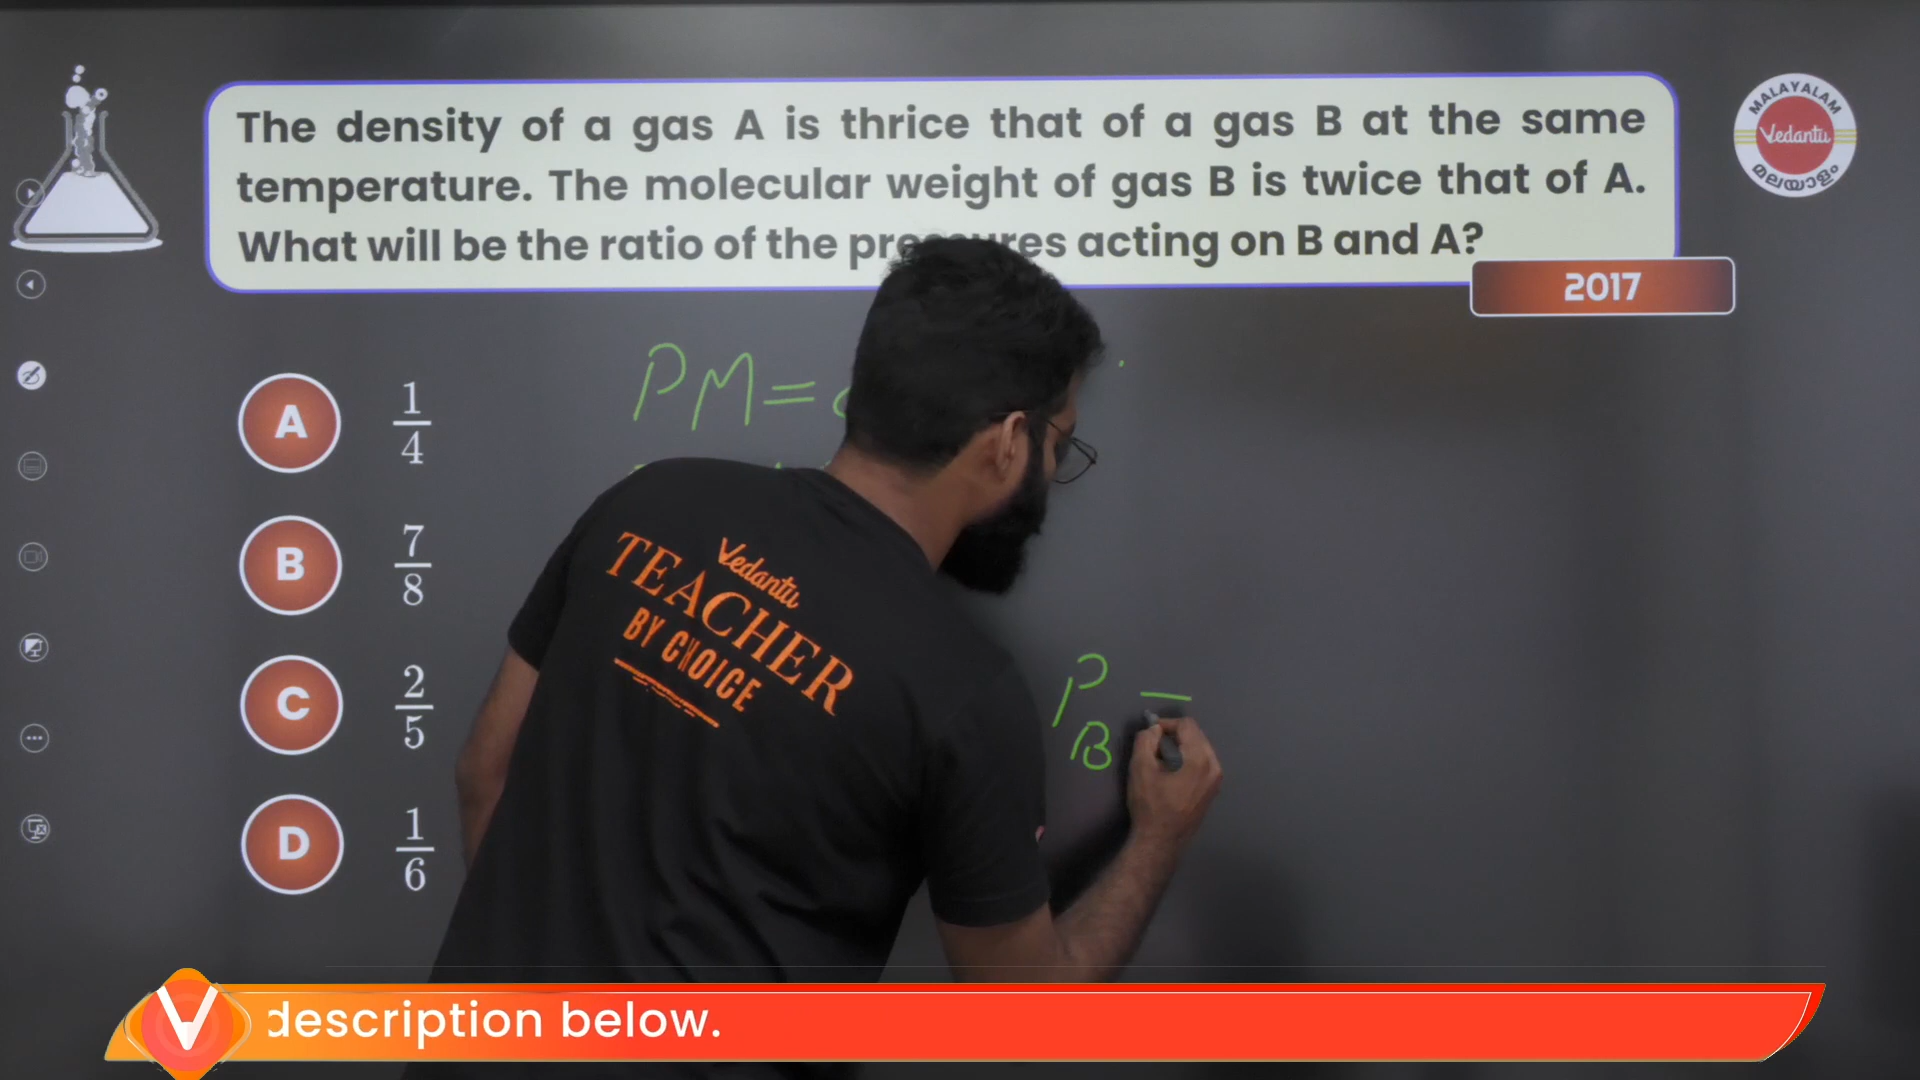 The density of a gas A is thrice that of a gas B at the same
temperature. The molecular weight of gas B is twice that of A.
What will be the ratio of the acting on B and A?
2017
MALAYALAM
Vedantu
മലയാളം
A 1/4
B 7/8
C 2/5
D 1/6
PM=
P
B
Vedantu
TEACHER
BY CHOICE
description below.